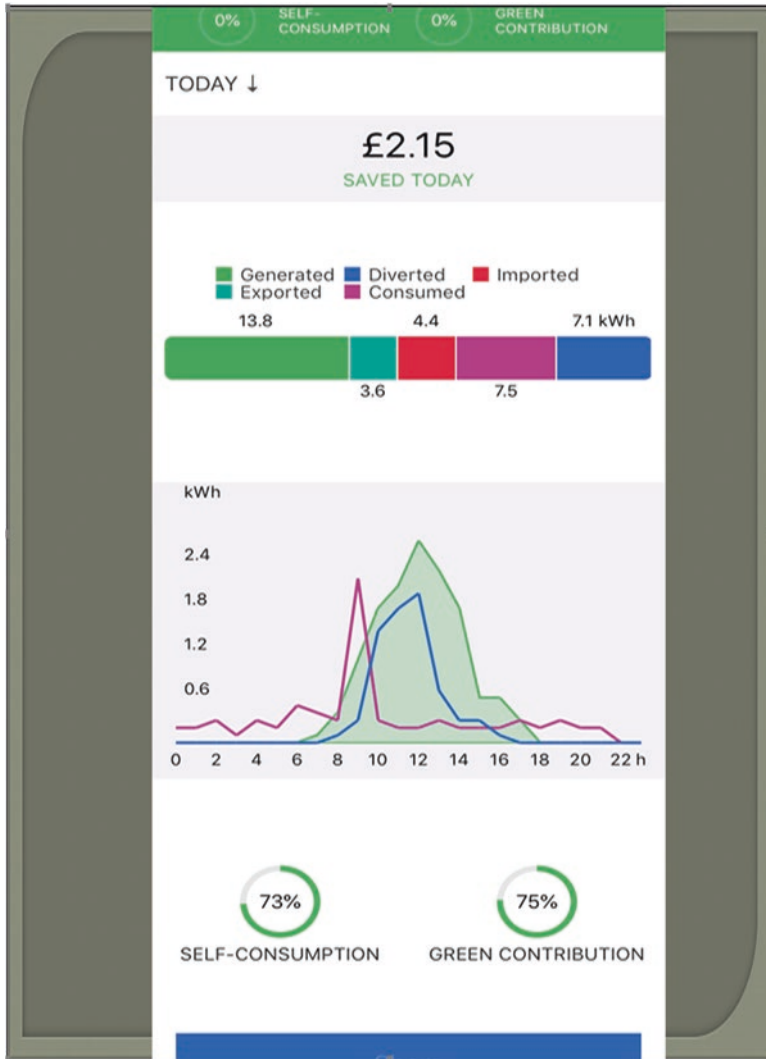 0% SELF-CONSUMPTION 0% GREEN CONTRIBUTION
TODAY ↓
£2.15
SAVED TODAY
Generated Diverted Imported
Exported Consumed
13.8 4.4 7.1 kWh
3.6 7.5
kWh
2.4
1.8
1.2
0.6
0 2 4 6 8 10 12 14 16 18 20 22 h
73% 75%
SELF-CONSUMPTION GREEN CONTRIBUTION